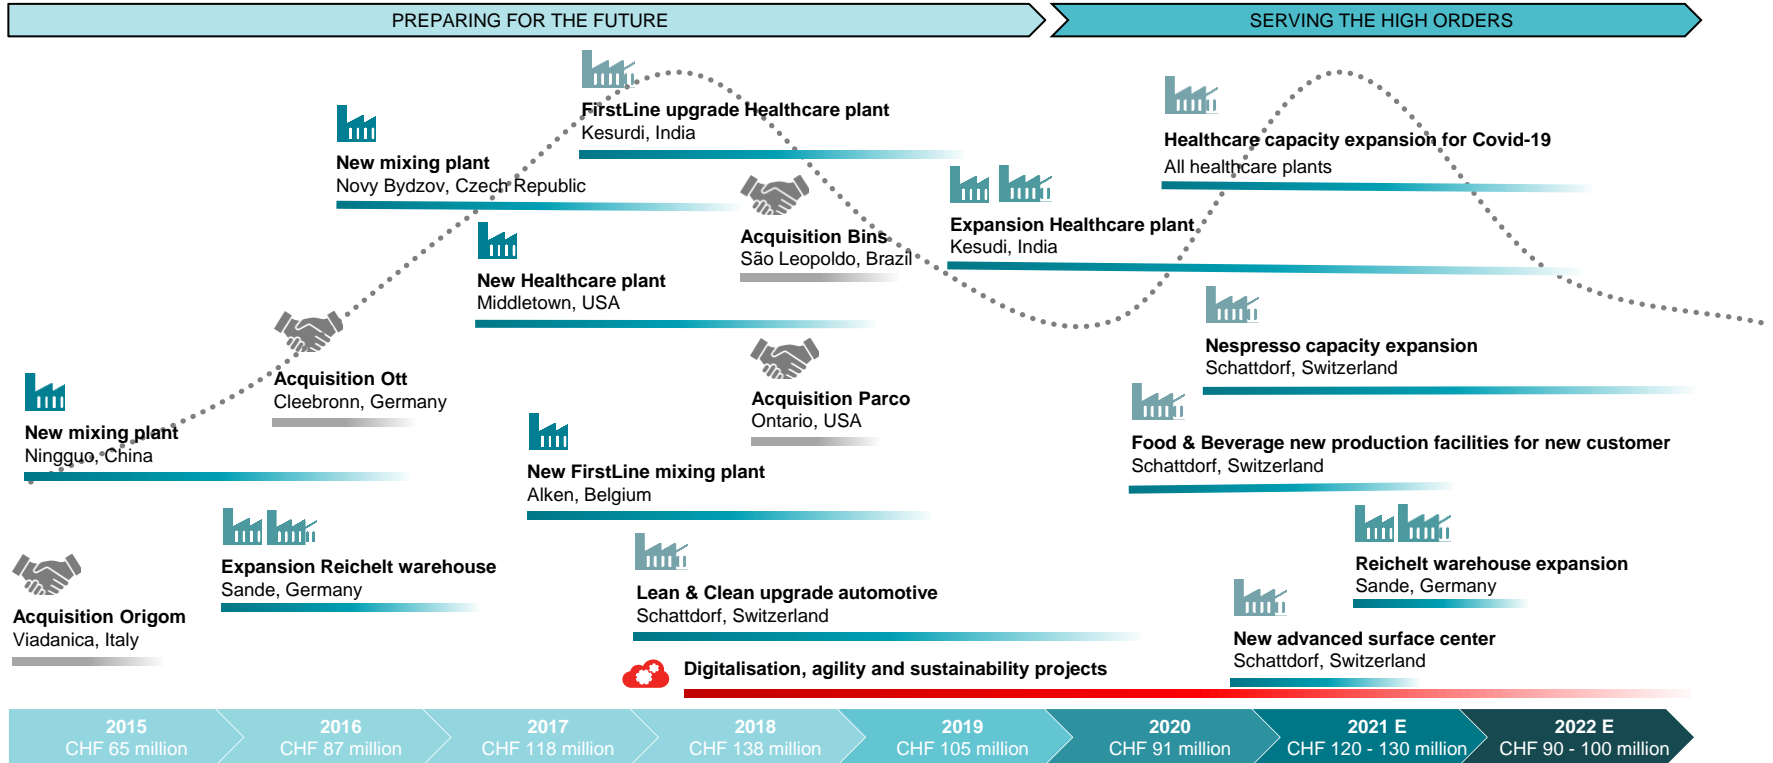 PREPARING FOR THE FUTURE
SERVING THE HIGH ORDERS
FirstLine upgrade Healthcare plant
Kesurdi, India
Healthcare capacity expansion for Covid-19
All healthcare plants
New mixing plant
Novy Bydzov, Czech Republic
Expansion Healthcare plant
Kesudi, India
Acquisition Bins
São Leopoldo, Brazil
New Healthcare plant
Middletown, USA
Nespresso capacity expansion
Schattdorf, Switzerland
Acquisition Ott
Cleebronn, Germany
Acquisition Parco
Ontario, USA
New mixing plant
Ningguo, China
Food & Beverage new production facilities for new customer
Schattdorf, Switzerland
New FirstLine mixing plant
Alken, Belgium
Expansion Reichelt warehouse
Sande, Germany
Reichelt warehouse expansion
Sande, Germany
Lean & Clean upgrade automotive
Schattdorf, Switzerland
Acquisition Origom
Viadanica, Italy
New advanced surface center
Schattdorf, Switzerland
Digitalisation, agility and sustainability projects
2015
CHF 65 million
2016
CHF 87 million
2017
CHF 118 million
2018
CHF 138 million
2019
CHF 105 million
2020
CHF 91 million
2021 E
CHF 120 - 130 million
2022 E
CHF 90 - 100 million